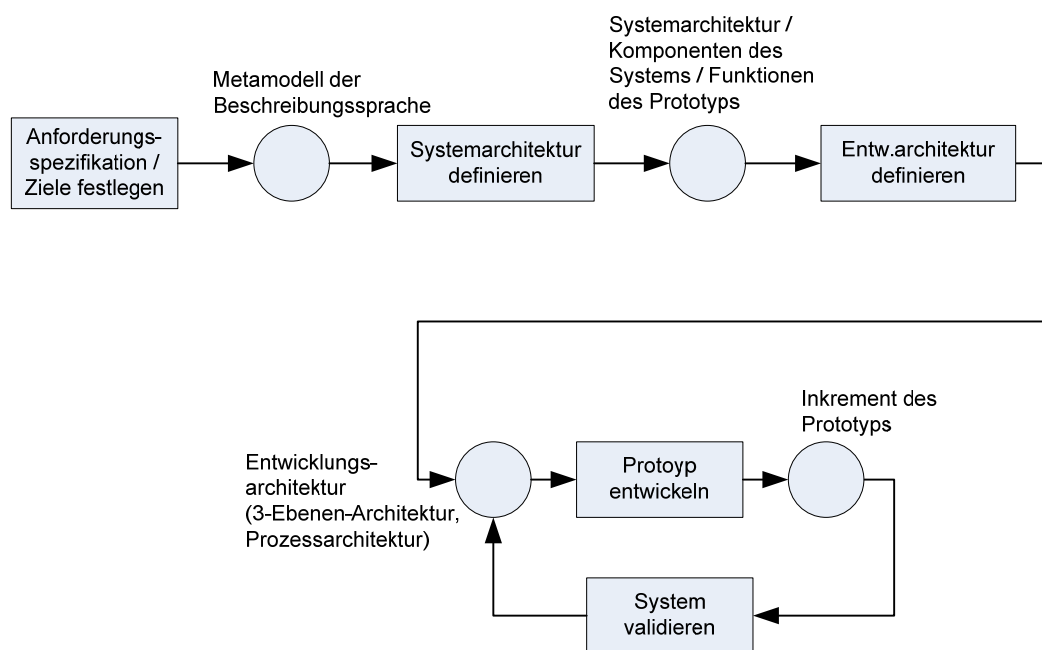 Anforderungs-
spezifikation /
Ziele festlegen
Metamodell der
Beschreibungssprache
Systemarchitektur
definieren
Systemarchitektur /
Komponenten des
Systems / Funktionen
des Prototyps
Entw.architektur
definieren
Entwicklungs-
architektur
(3-Ebenen-Architektur,
Prozessarchitektur)
Protoyp
entwickeln
Inkrement des
Prototyps
System
validieren